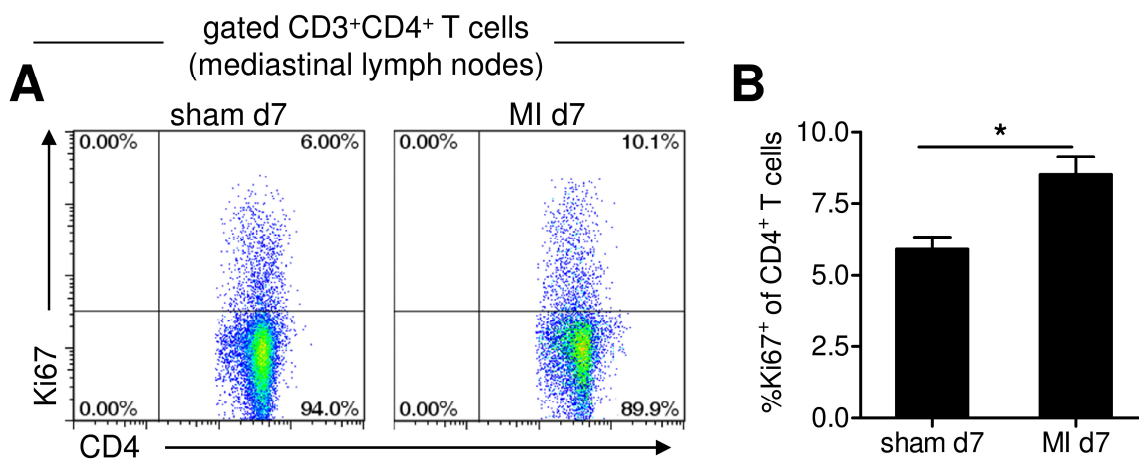 gated CD3⁺CD4⁺ T cells
(mediastinal lymph nodes)
A
sham d7
MI d7
0.00%
6.00%
0.00%
10.1%
Ki67
0.00%
94.0%
0.00%
89.9%
CD4
B
*
%Ki67⁺ of CD4⁺ T cells
10.0
7.5
5.0
2.5
0.0
sham d7
MI d7